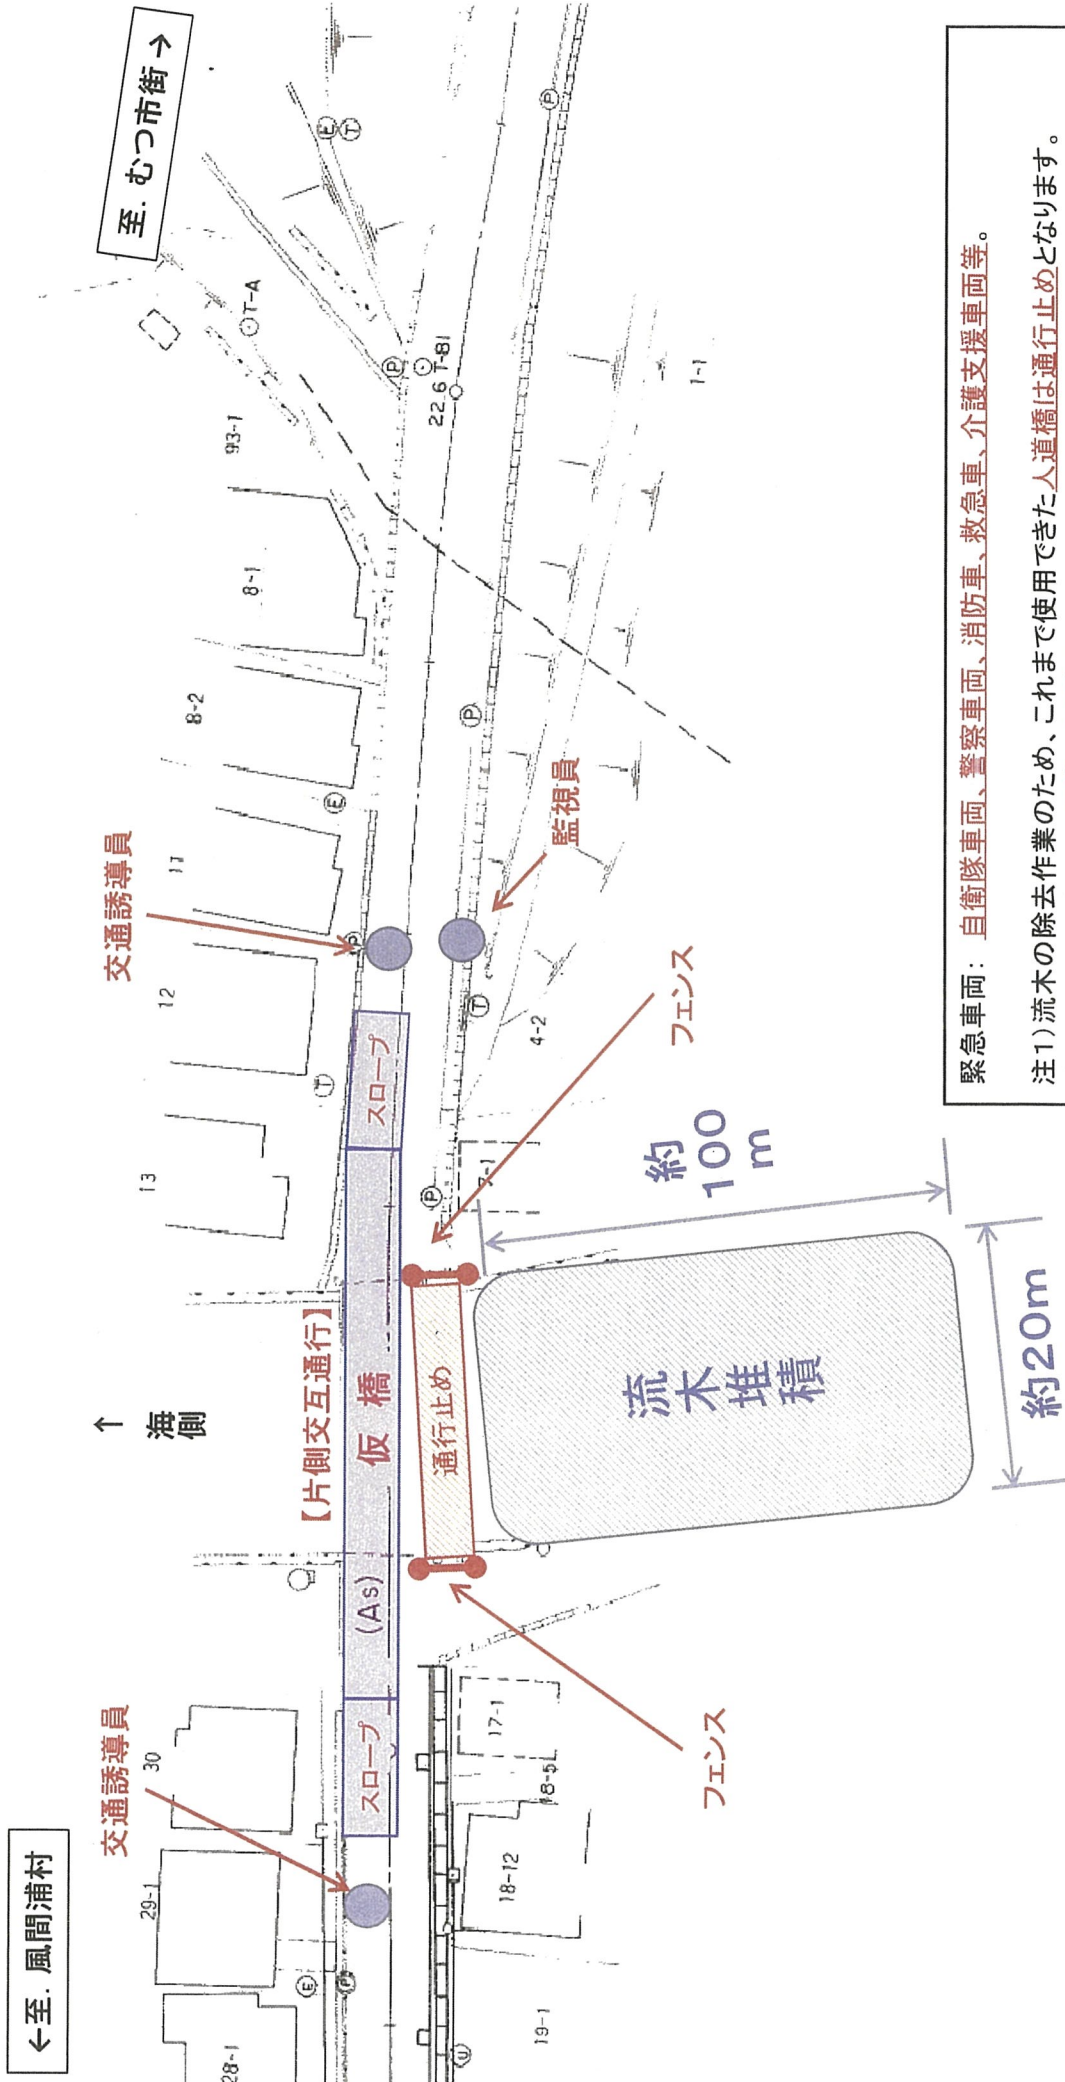 ←至. 風間浦村
至. むつ市街→
↑
海側
交通誘導員
交通誘導員
【片側交互通行】
スロープ
(As) 仮 橋
スロープ
通行止め
監視員
フェンス
フェンス
流木堆積
約100m
約20m
28-1
29-1
30
13
12
11
8-2
8-1
93-1
T-A
T-81
22.6
1-1
4-2
7-1
17-1
18-5
18-12
19-1
E
P
U
T
P
E
P
T
P
P
P
E
T
緊急車両: 自衛隊車両、警察車両、消防車、救急車、介護支援車両等。
注1)流木の除去作業のため、これまで使用できた人道橋は通行止めとなります。